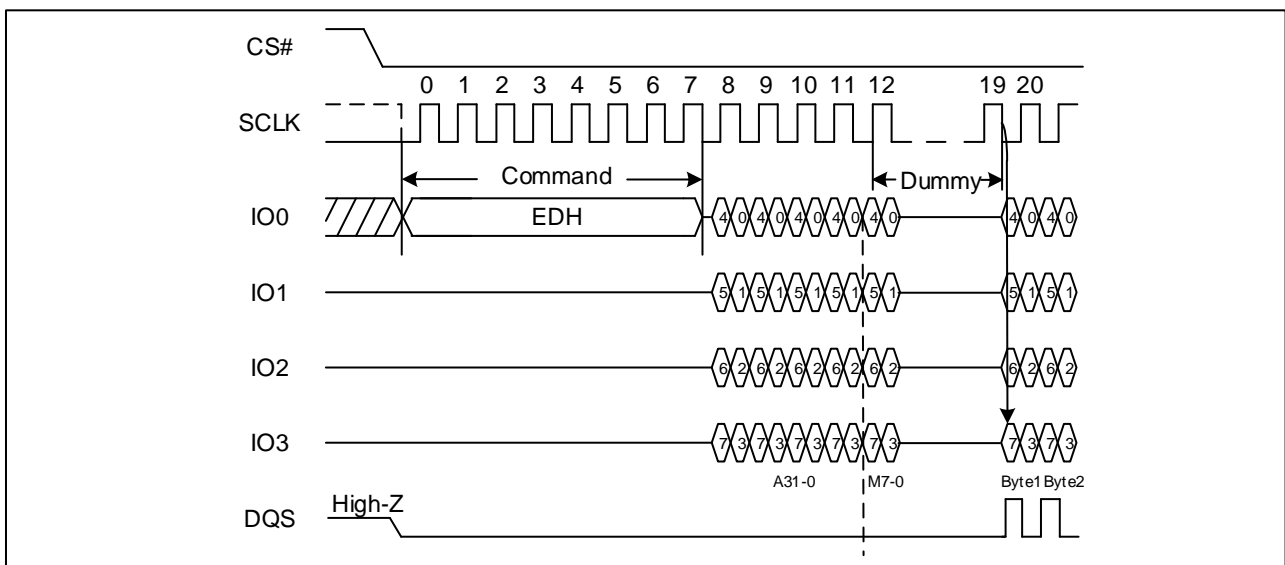 CS#
0 1 2 3 4 5 6 7 8 9 10 11 12 19 20
SCLK
Command Dummy
IO0 EDH 4 0 4 0 4 0 4 0 4 0 4 0 4 0
IO1 5 1 5 1 5 1 5 1 5 1 5 1 5 1
IO2 6 2 6 2 6 2 6 2 6 2 6 2 6 2
IO3 7 3 7 3 7 3 7 3 7 3 7 3 7 3
A31-0 M7-0 Byte1 Byte2
High-Z
DQS